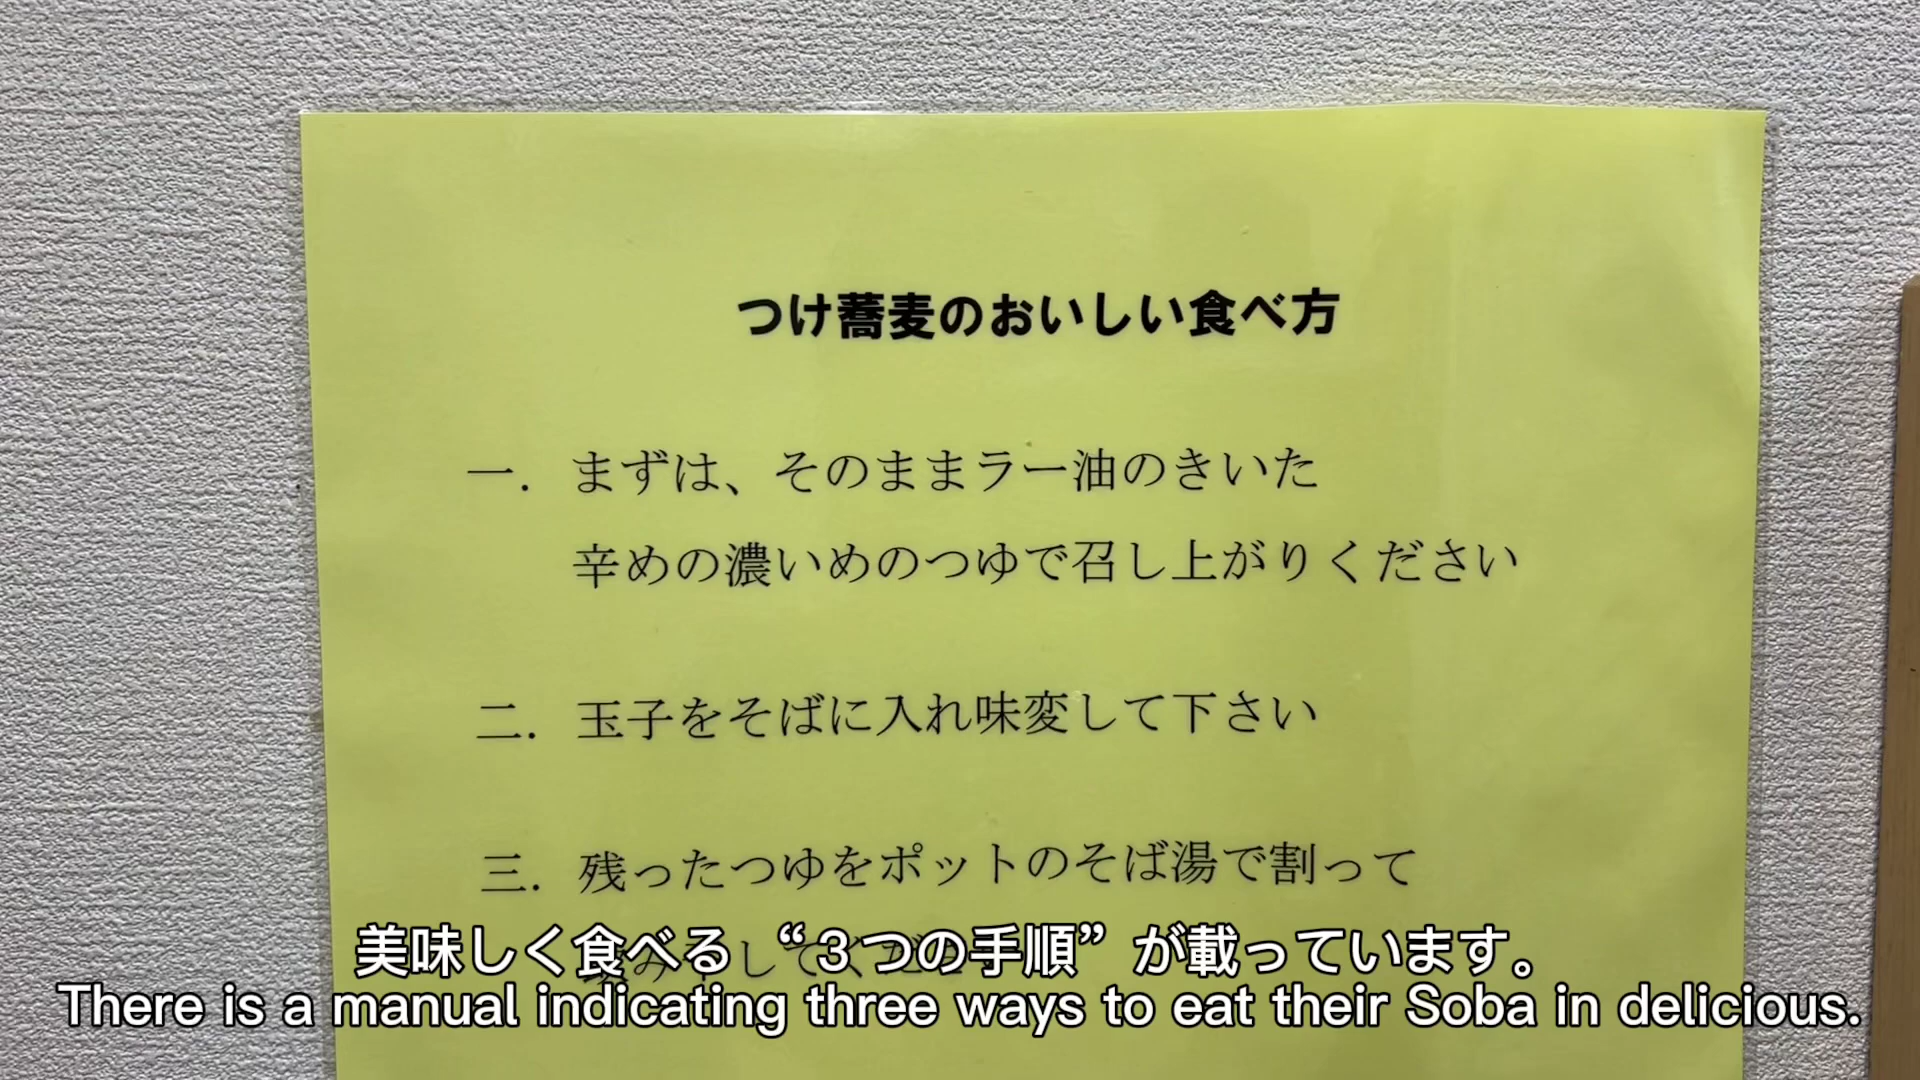 つけ蕎麦のおいしい食べ方
一．まずは、そのままラー油のきいた
辛めの濃いめのつゆで召し上がりください
二．玉子をそばに入れ味変して下さい
三．残ったつゆをポットのそば湯で割って
美味しく食べる“３つの手順”が載っています。
There is a manual indicating three ways to eat their Soba in delicious.